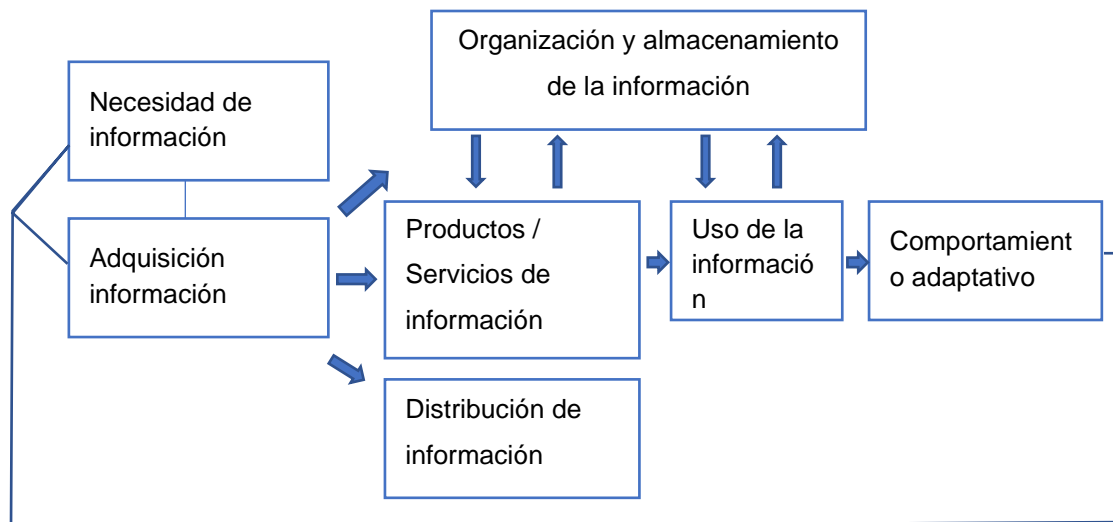 Organización y almacenamiento
de la información
Necesidad de
información
Adquisición
información
Productos /
Servicios de
información
Uso de la
informació
n
Comportamient
o adaptativo
Distribución de
información